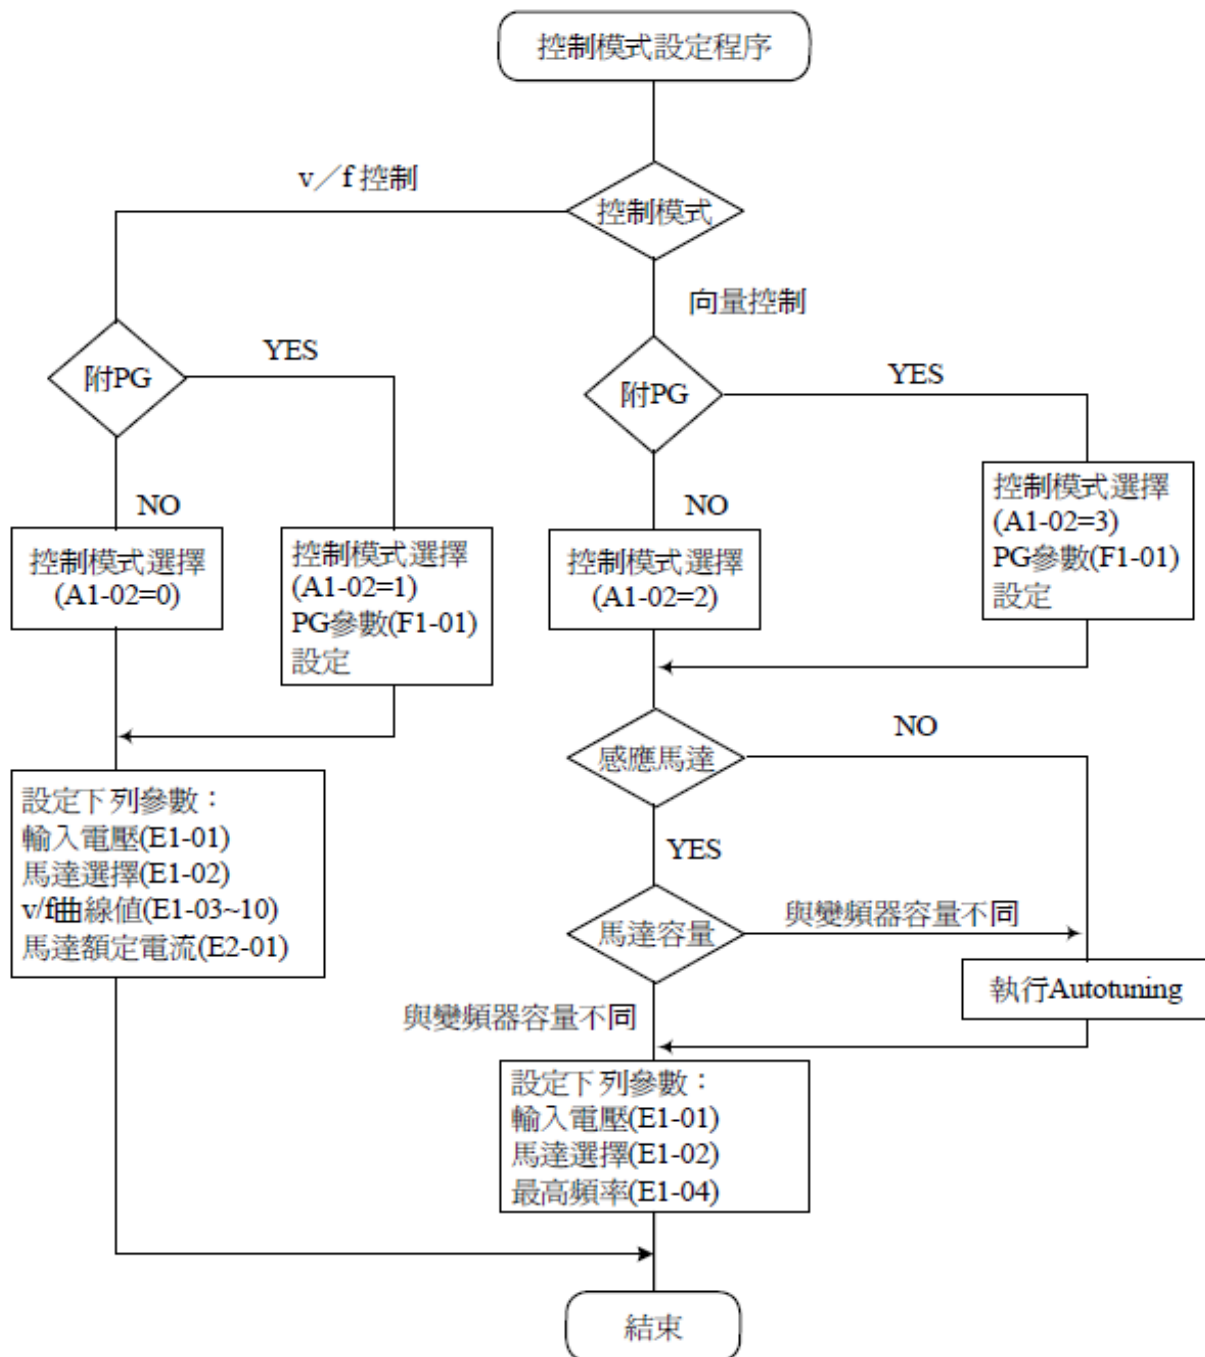 控制模式設定程序
v／f 控制
控制模式
向量控制
附PG
YES
附PG
YES
NO
控制模式選擇
(A1-02=0)
控制模式選擇
(A1-02=1)
PG參數(F1-01)
設定
NO
控制模式選擇
(A1-02=2)
控制模式選擇
(A1-02=3)
PG參數(F1-01)
設定
感應馬達
NO
設定下列參數：
輸入電壓(E1-01)
馬達選擇(E1-02)
v/f曲線値(E1-03~10)
馬達額定電流(E2-01)
YES
馬達容量
與變頻器容量不同
執行Autotuning
與變頻器容量不同
設定下列參數：
輸入電壓(E1-01)
馬達選擇(E1-02)
最高頻率(E1-04)
結束